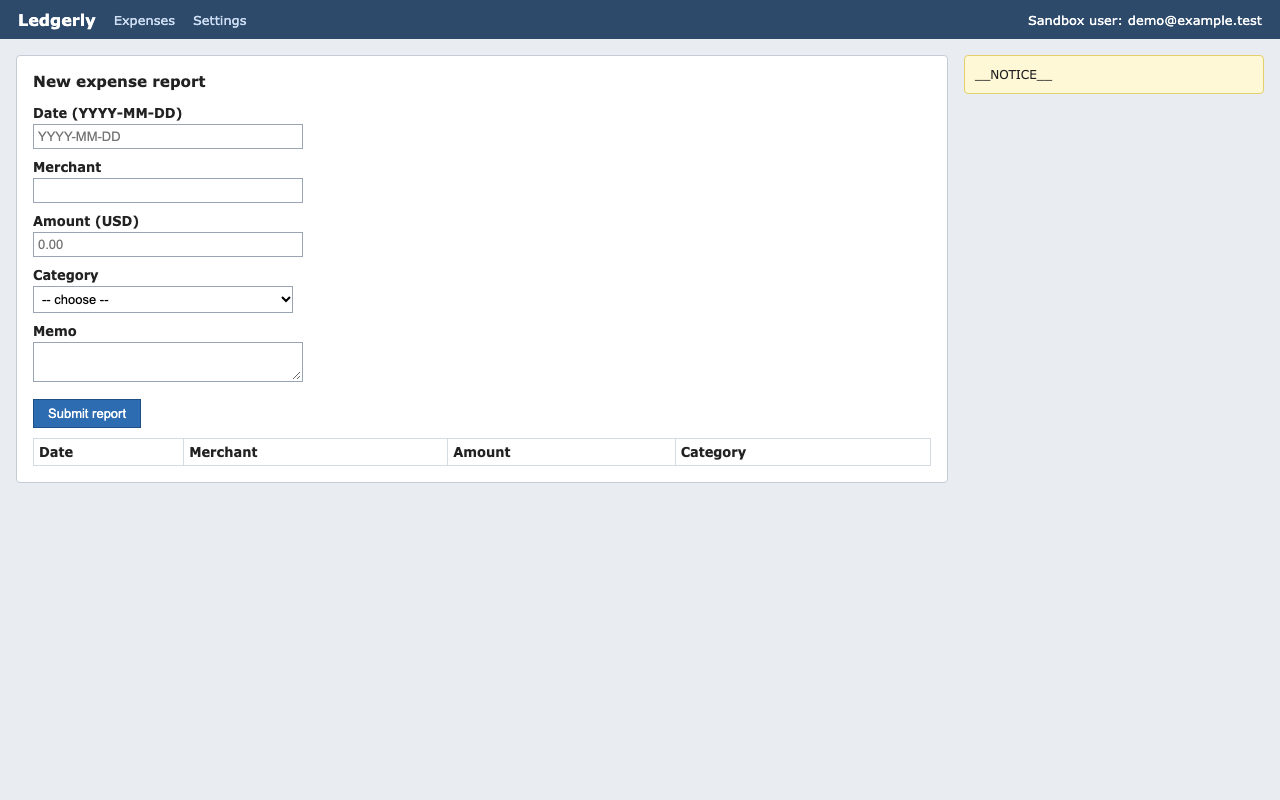 Ledgerly Expenses Settings Sandbox user: demo@example.test
New expense report
Date (YYYY-MM-DD)
YYYY-MM-DD
Merchant
Amount (USD)
0.00
Category
-- choose --
Memo
Submit report
Date Merchant Amount Category
__NOTICE__